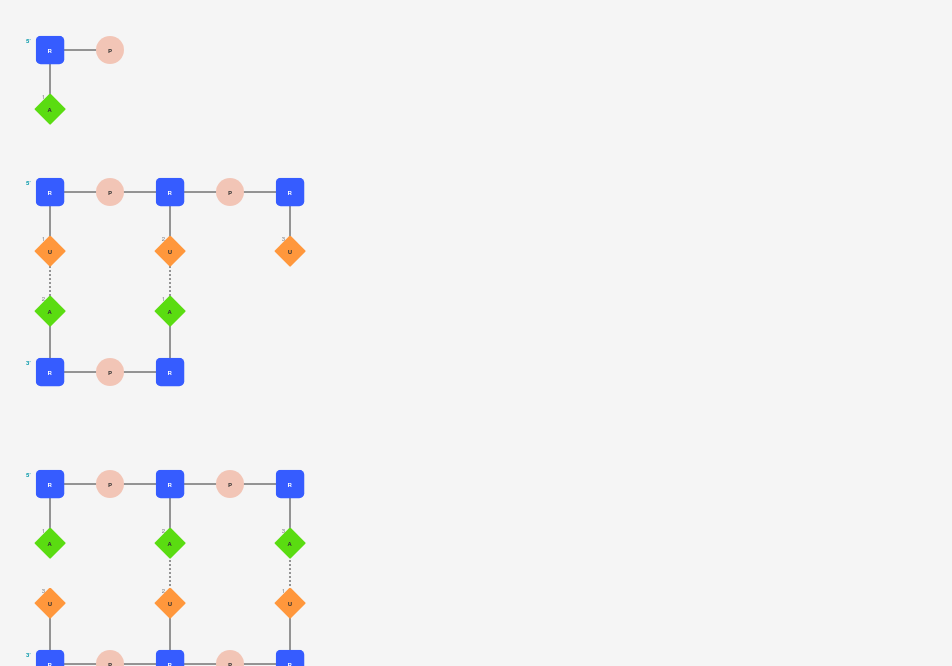 5' R P
1 A
5' R P R P R
1 U 2 U 3 U
2 A 1 A
3' R P R
5' R P R P R
1 A 2 A 3 A
3 U 2 U 1 U
3' R P R P R